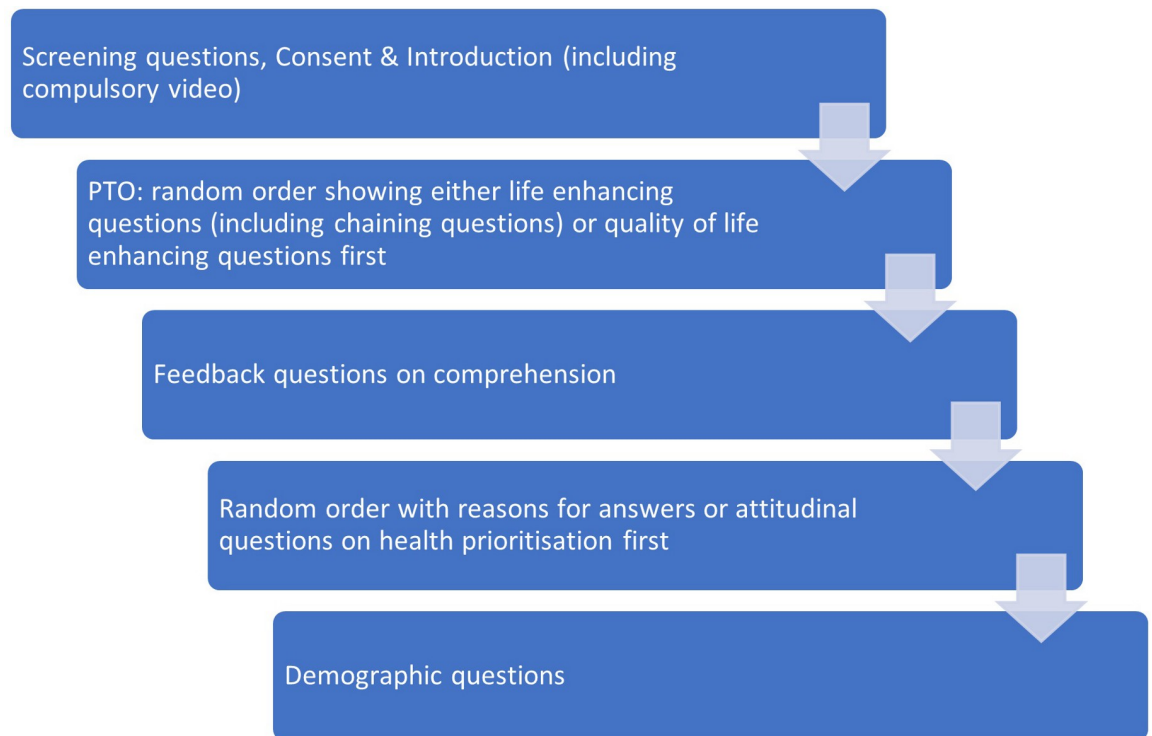 Screening questions, Consent & Introduction (including
compulsory video)
PTO: random order showing either life enhancing
questions (including chaining questions) or quality of life
enhancing questions first
Feedback questions on comprehension
Random order with reasons for answers or attitudinal
questions on health prioritisation first
Demographic questions